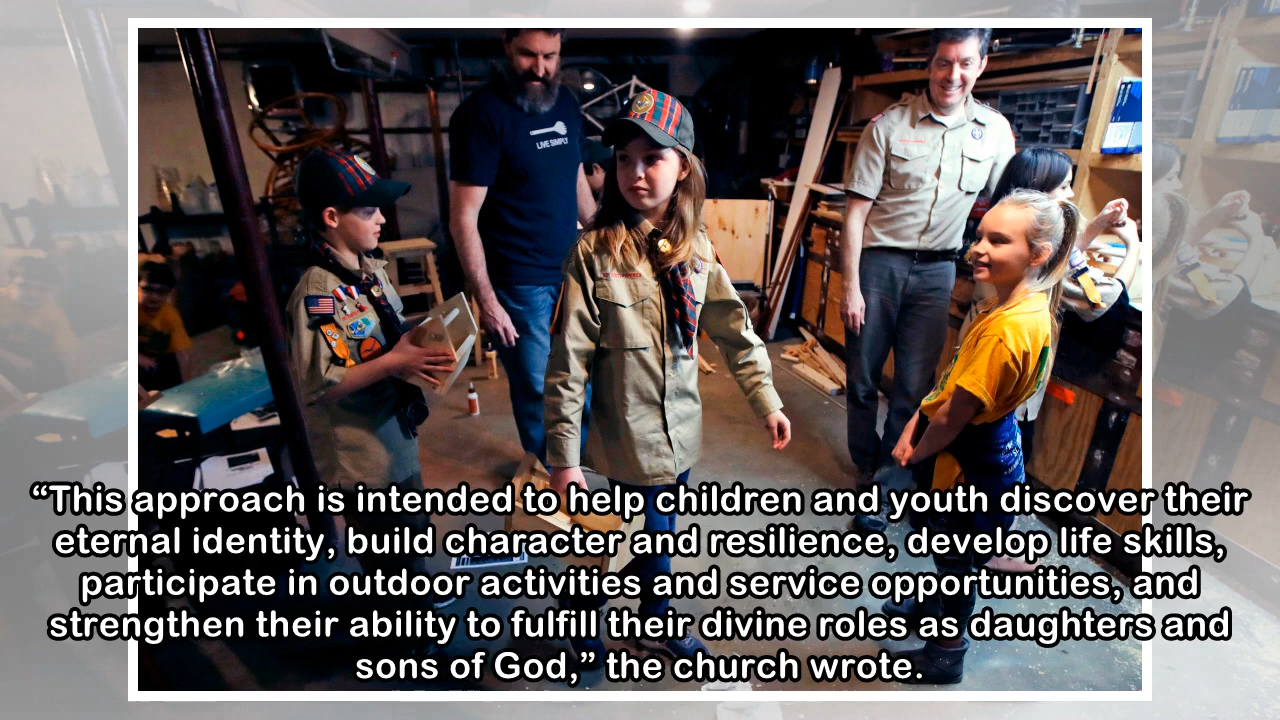 LIVE SIMPLY
“This approach is intended to help children and youth discover their
eternal identity, build character and resilience, develop life skills,
participate in outdoor activities and service opportunities, and
strengthen their ability to fulfill their divine roles as daughters and
sons of God,” the church wrote.